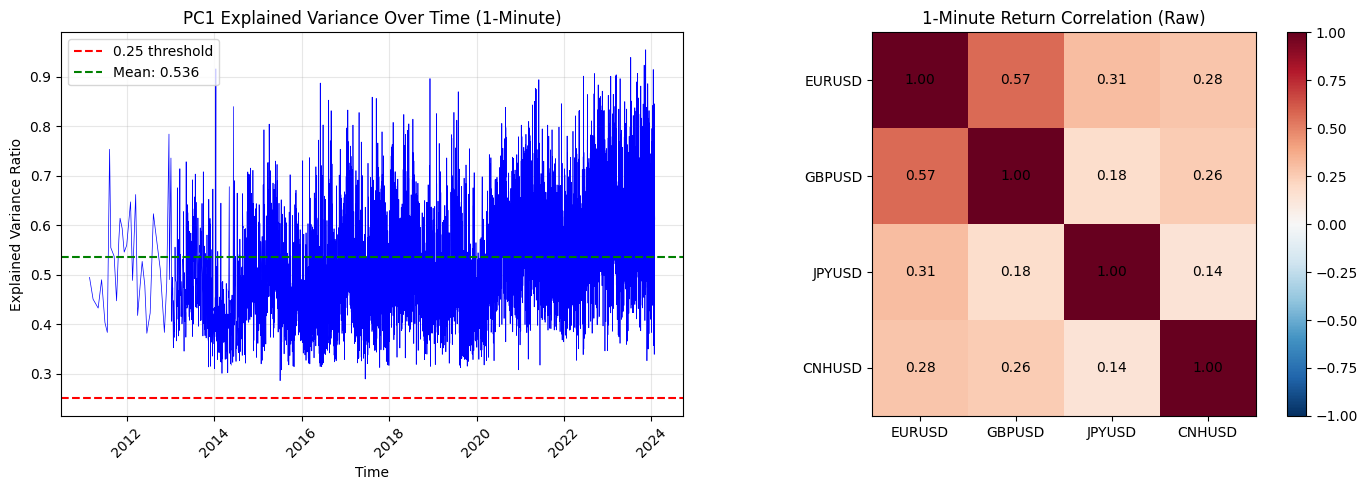 PC1 Explained Variance Over Time (1-Minute)
0.25 threshold
Mean: 0.536
Explained Variance Ratio
0.9
0.8
0.7
0.6
0.5
0.4
0.3
2012
2014
2016
2018
2020
2022
2024
Time
1-Minute Return Correlation (Raw)
EURUSD
1.00 0.57 0.31 0.28
GBPUSD
0.57 1.00 0.18 0.26
JPYUSD
0.31 0.18 1.00 0.14
CNHUSD
0.28 0.26 0.14 1.00
EURUSD GBPUSD JPYUSD CNHUSD
1.00
0.75
0.50
0.25
0.00
−0.25
−0.50
−0.75
−1.00